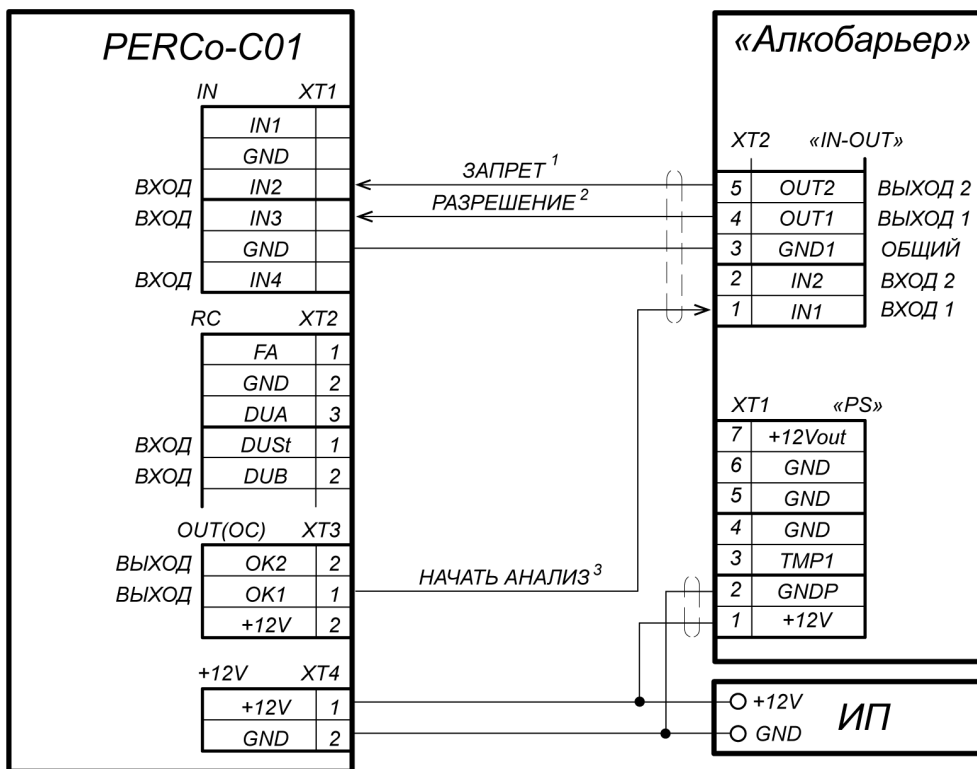 PERCo-C01
IN XT1
IN1
GND
ВХОД IN2
ВХОД IN3
GND
ВХОД IN4
RC XT2
FA 1
GND 2
DUA 3
ВХОД DUSt 1
ВХОД DUB 2
OUT(OC) XT3
ВЫХОД OK2 2
ВЫХОД OK1 1
+12V 2
+12V XT4
+12V 1
GND 2
ЗАПРЕТ 1
РАЗРЕШЕНИЕ 2
НАЧАТЬ АНАЛИЗ 3
«Алкобарьер»
XT2 «IN-OUT»
5 OUT2 ВЫХОД 2
4 OUT1 ВЫХОД 1
3 GND1 ОБЩИЙ
2 IN2 ВХОД 2
1 IN1 ВХОД 1
XT1 «PS»
7 +12Vout
6 GND
5 GND
4 GND
3 TMP1
2 GNDP
1 +12V
+12V
GND
ИП